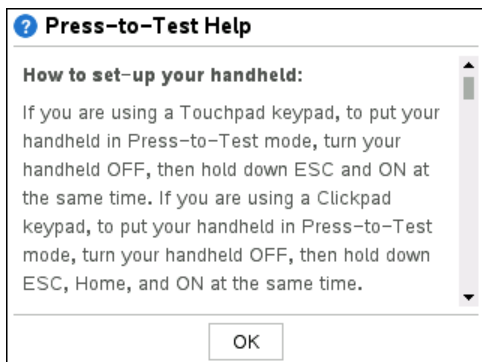 Press-to-Test Help
How to set-up your handheld:
If you are using a Touchpad keypad, to put your
handheld in Press-to-Test mode, turn your
handheld OFF, then hold down ESC and ON at
the same time. If you are using a Clickpad
keypad, to put your handheld in Press-to-Test
mode, turn your handheld OFF, then hold down
ESC, Home, and ON at the same time.
OK